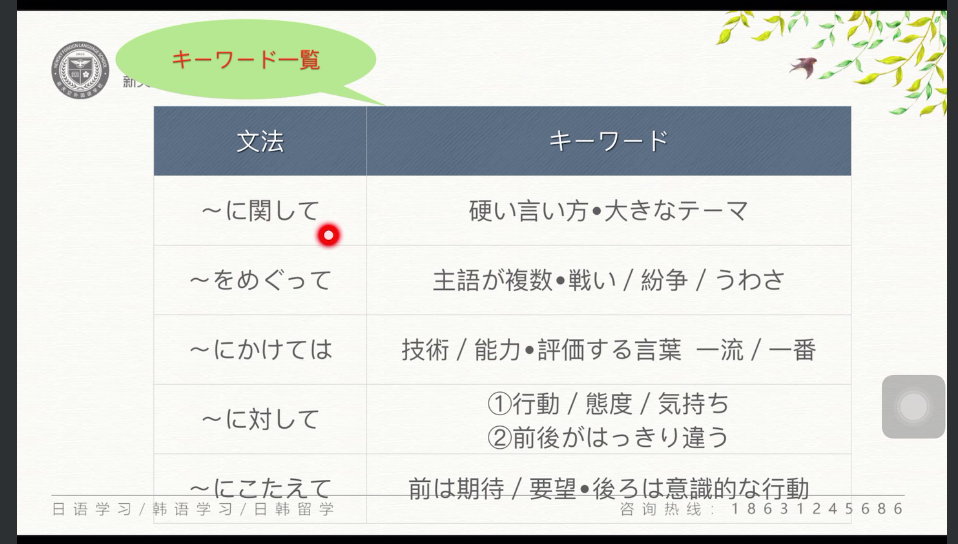 キーワード一覧
文法 キーワード
～に関して 硬い言い方•大きなテーマ
～をめぐって 主語が複数•戦い / 紛争 / うわさ
～にかけては 技術 / 能力•評価する言葉 一流 / 一番
～に対して ①行動 / 態度 / 気持ち
②前後がはっきり違う
～にこたえて 前は期待 / 要望•後ろは意識的な行動
日语学习/韩语学习/日韩留学 咨询热线: 18631245686